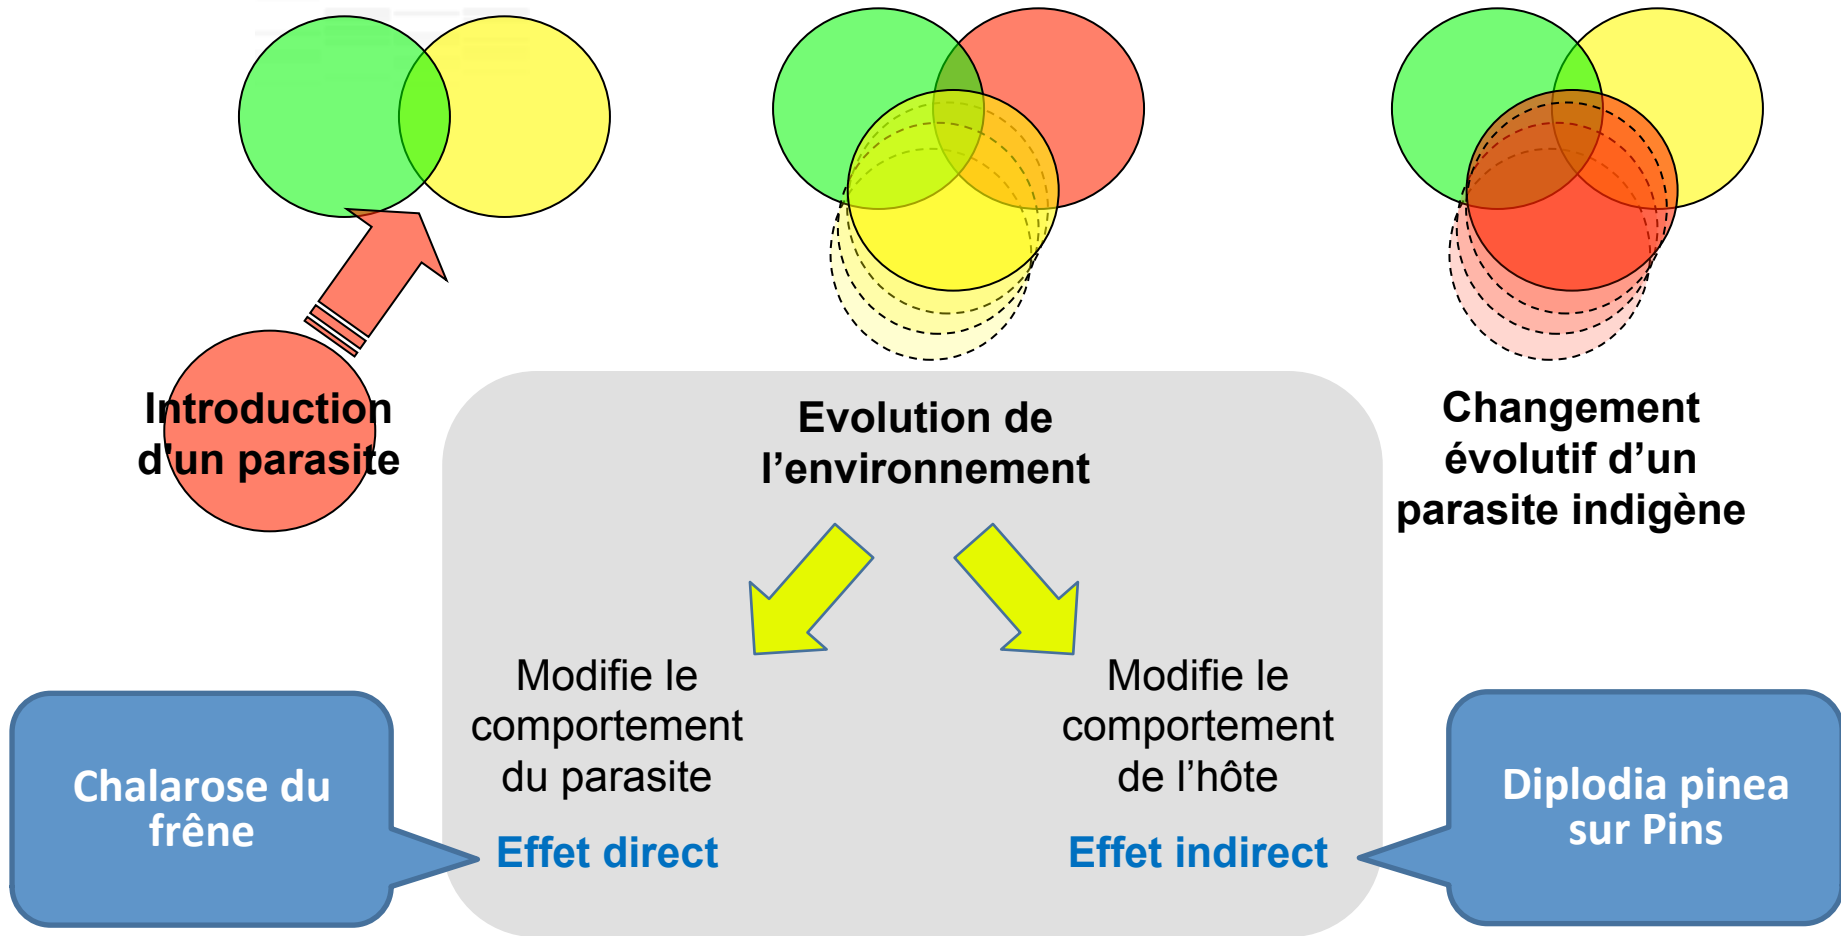 Introduction
d'un parasite
Evolution de
l’environnement
Changement
évolutif d’un
parasite indigène
Modifie le
comportement
du parasite
Effet direct
Modifie le
comportement
de l’hôte
Effet indirect
Chalarose du
frêne
Diplodia pinea
sur Pins